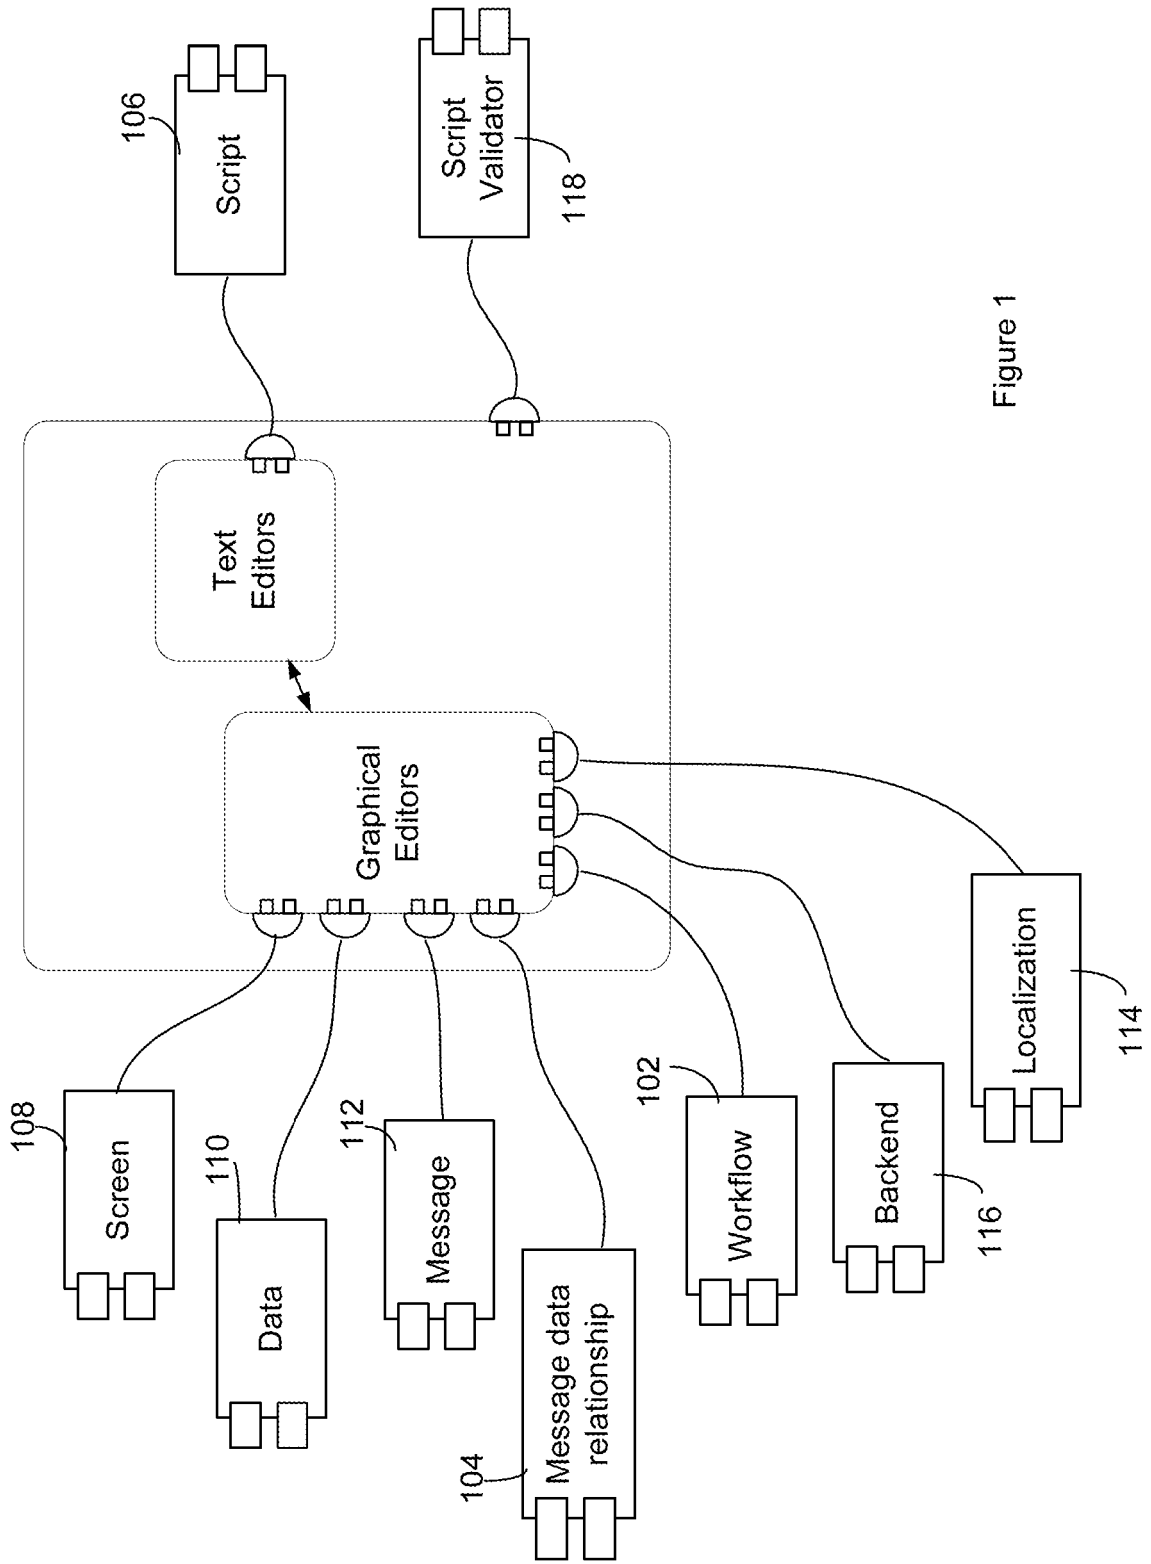 108
Screen
110
Data
112
Message
104
Message data
relationship
102
Workflow
Backend
116
Localization
114
Graphical
Editors
Text
Editors
106
Script
Script
Validator
118
Figure 1